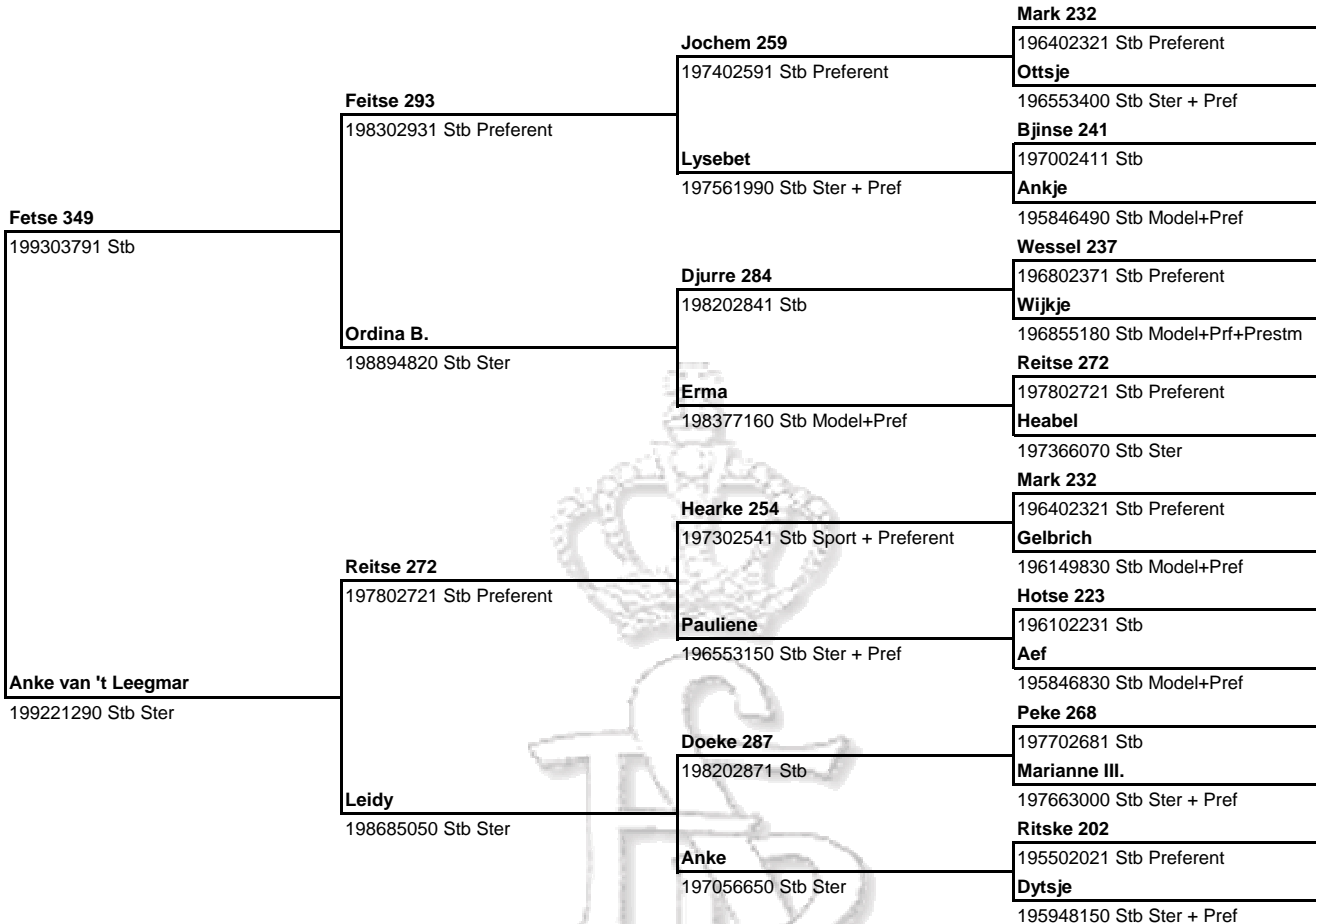 Mark 232
Jochem 259
196402321 Stb Preferent
197402591 Stb Preferent
Ottsje
Feitse 293
196553400 Stb Ster + Pref
198302931 Stb Preferent
Bjinse 241
Lysebet
197002411 Stb
197561990 Stb Ster + Pref
Ankje
Fetse 349
195846490 Stb Model+Pref
199303791 Stb
Wessel 237
Djurre 284
196802371 Stb Preferent
198202841 Stb
Wijkje
Ordina B.
196855180 Stb Model+Prf+Prestm
198894820 Stb Ster
Reitse 272
Erma
197802721 Stb Preferent
198377160 Stb Model+Pref
Heabel
197366070 Stb Ster
Mark 232
Hearke 254
196402321 Stb Preferent
197302541 Stb Sport + Preferent
Gelbrich
Reitse 272
196149830 Stb Model+Pref
197802721 Stb Preferent
Hotse 223
Pauliene
196102231 Stb
196553150 Stb Ster + Pref
Aef
Anke van 't Leegmar
195846830 Stb Model+Pref
199221290 Stb Ster
Peke 268
Doeke 287
197702681 Stb
198202871 Stb
Marianne III.
Leidy
197663000 Stb Ster + Pref
198685050 Stb Ster
Ritske 202
Anke
195502021 Stb Preferent
197056650 Stb Ster
Dytsje
195948150 Stb Ster + Pref